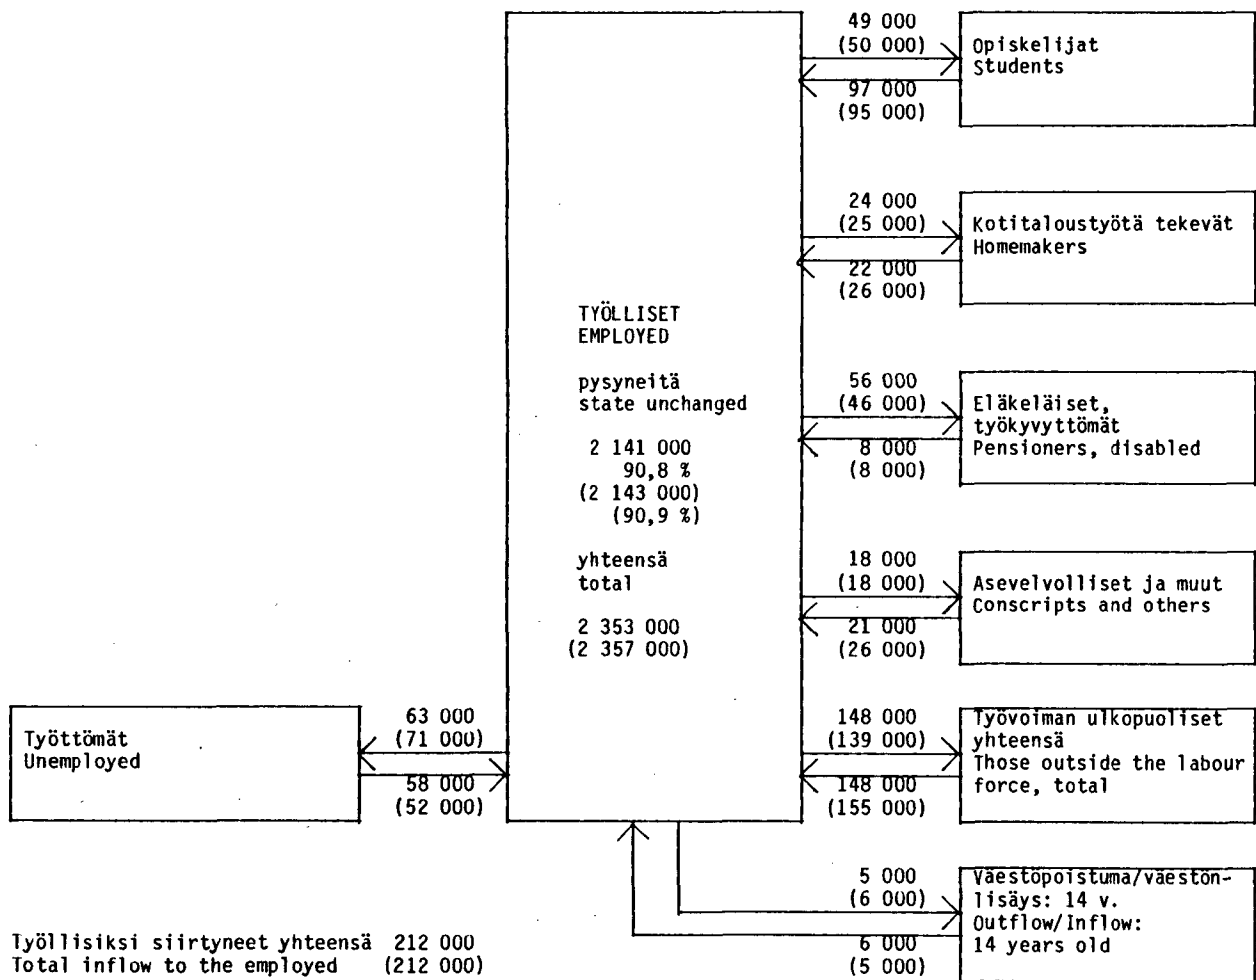 49 000
(50 000)
Opiskelijat
Students
97 000
(95 000)
24 000
(25 000)
Kotitaloustyötä tekevät
Homemakers
22 000
(26 000)
TYÖLLISET
EMPLOYED
pysyneitä
state unchanged
2 141 000
90,8 %
(2 143 000)
(90,9 %)
yhteensä
total
2 353 000
(2 357 000)
56 000
(46 000)
Eläkeläiset,
työkyvyttömät
Pensioners, disabled
8 000
(8 000)
18 000
(18 000)
Asevelvolliset ja muut
Conscripts and others
21 000
(26 000)
Työttömät
Unemployed
63 000
(71 000)
58 000
(52 000)
148 000
(139 000)
Työvoiman ulkopuoliset
yhteensä
Those outside the labour
force, total
148 000
(155 000)
5 000
(6 000)
Väestöpoistuma/väestön-
lisäys: 14 v.
Outflow/Inflow:
14 years old
6 000
(5 000)
Työllisiksi siirtyneet yhteensä 212 000
Total inflow to the employed (212 000)